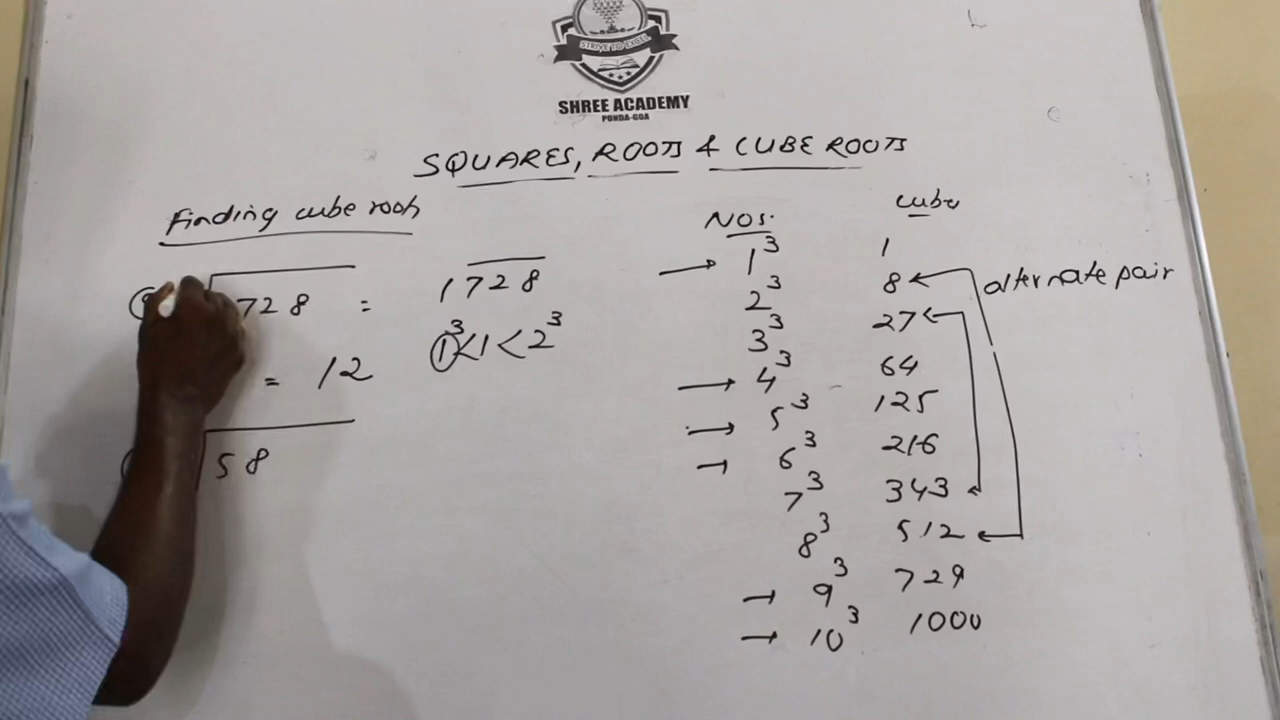 STRIVE TO EXCEL
SHREE ACADEMY
PONDA-GOA
SQUARES, ROOTS & CUBE ROOTS
Finding cube root
728 =
= 12
58
1728
1³<1<2³
Nos. cube
1³ 1
2³ 8 alternate pair
3³ 27
4³ 64
5³ 125
6³ 216
7³ 343
8³ 512
9³ 729
10³ 1000